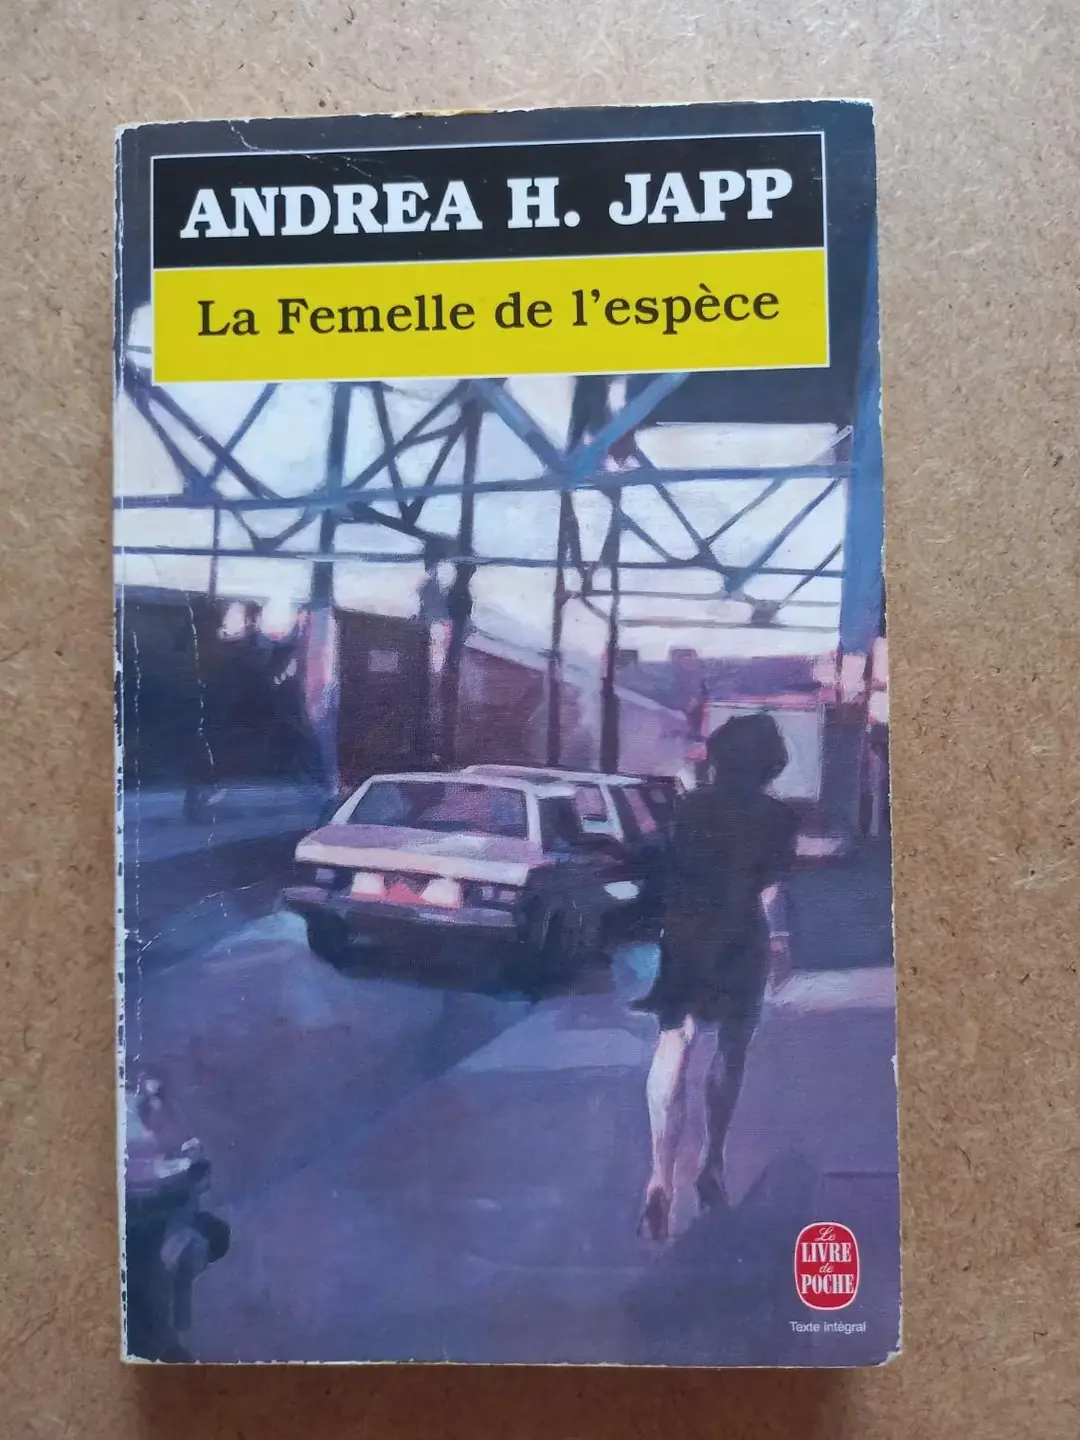 ANDREA H. JAPP
La Femelle de l'espèce
Le
LIVRE
de
POCHE
Texte intégral